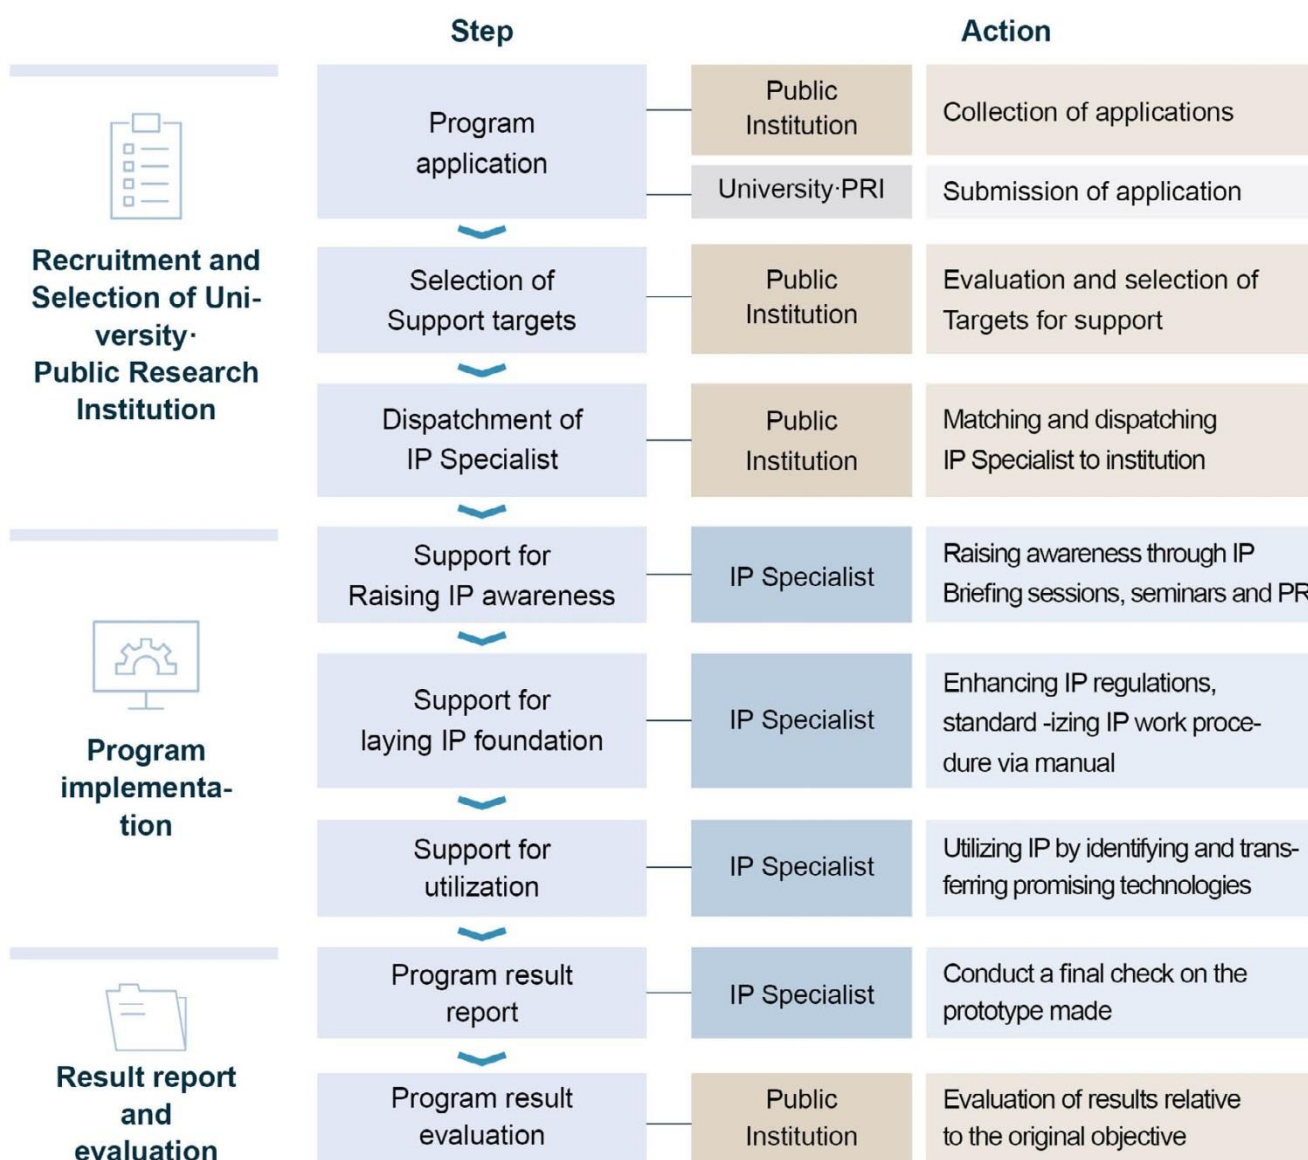 Step
Action
Recruitment and
Selection of Uni-
versity·
Public Research
Institution
Program
application
Public
Institution
Collection of applications
University·PRI
Submission of application
Selection of
Support targets
Public
Institution
Evaluation and selection of
Targets for support
Dispatchment of
IP Specialist
Public
Institution
Matching and dispatching
IP Specialist to institution
Program
implementa-
tion
Support for
Raising IP awareness
IP Specialist
Raising awareness through IP
Briefing sessions, seminars and PR
Support for
laying IP foundation
IP Specialist
Enhancing IP regulations,
standard -izing IP work proce-
dure via manual
Support for
utilization
IP Specialist
Utilizing IP by identifying and trans-
ferring promising technologies
Result report
and
evaluation
Program result
report
IP Specialist
Conduct a final check on the
prototype made
Program result
evaluation
Public
Institution
Evaluation of results relative
to the original objective